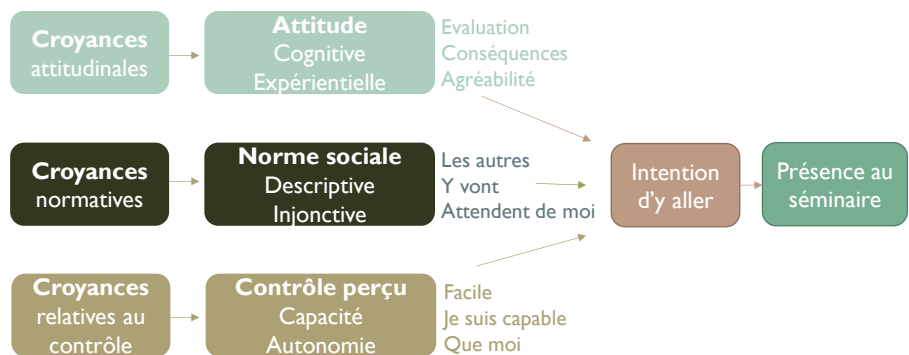 Croyances
attitudinales
Attitude
Cognitive
Expérientielle
Evaluation
Conséquences
Agréabilité
Croyances
normatives
Norme sociale
Descriptive
Injonctive
Les autres
Y vont
Attendent de moi
Croyances
relatives au
contrôle
Contrôle perçu
Capacité
Autonomie
Facile
Je suis capable
Que moi
Intention
d'y aller
Présence au
séminaire